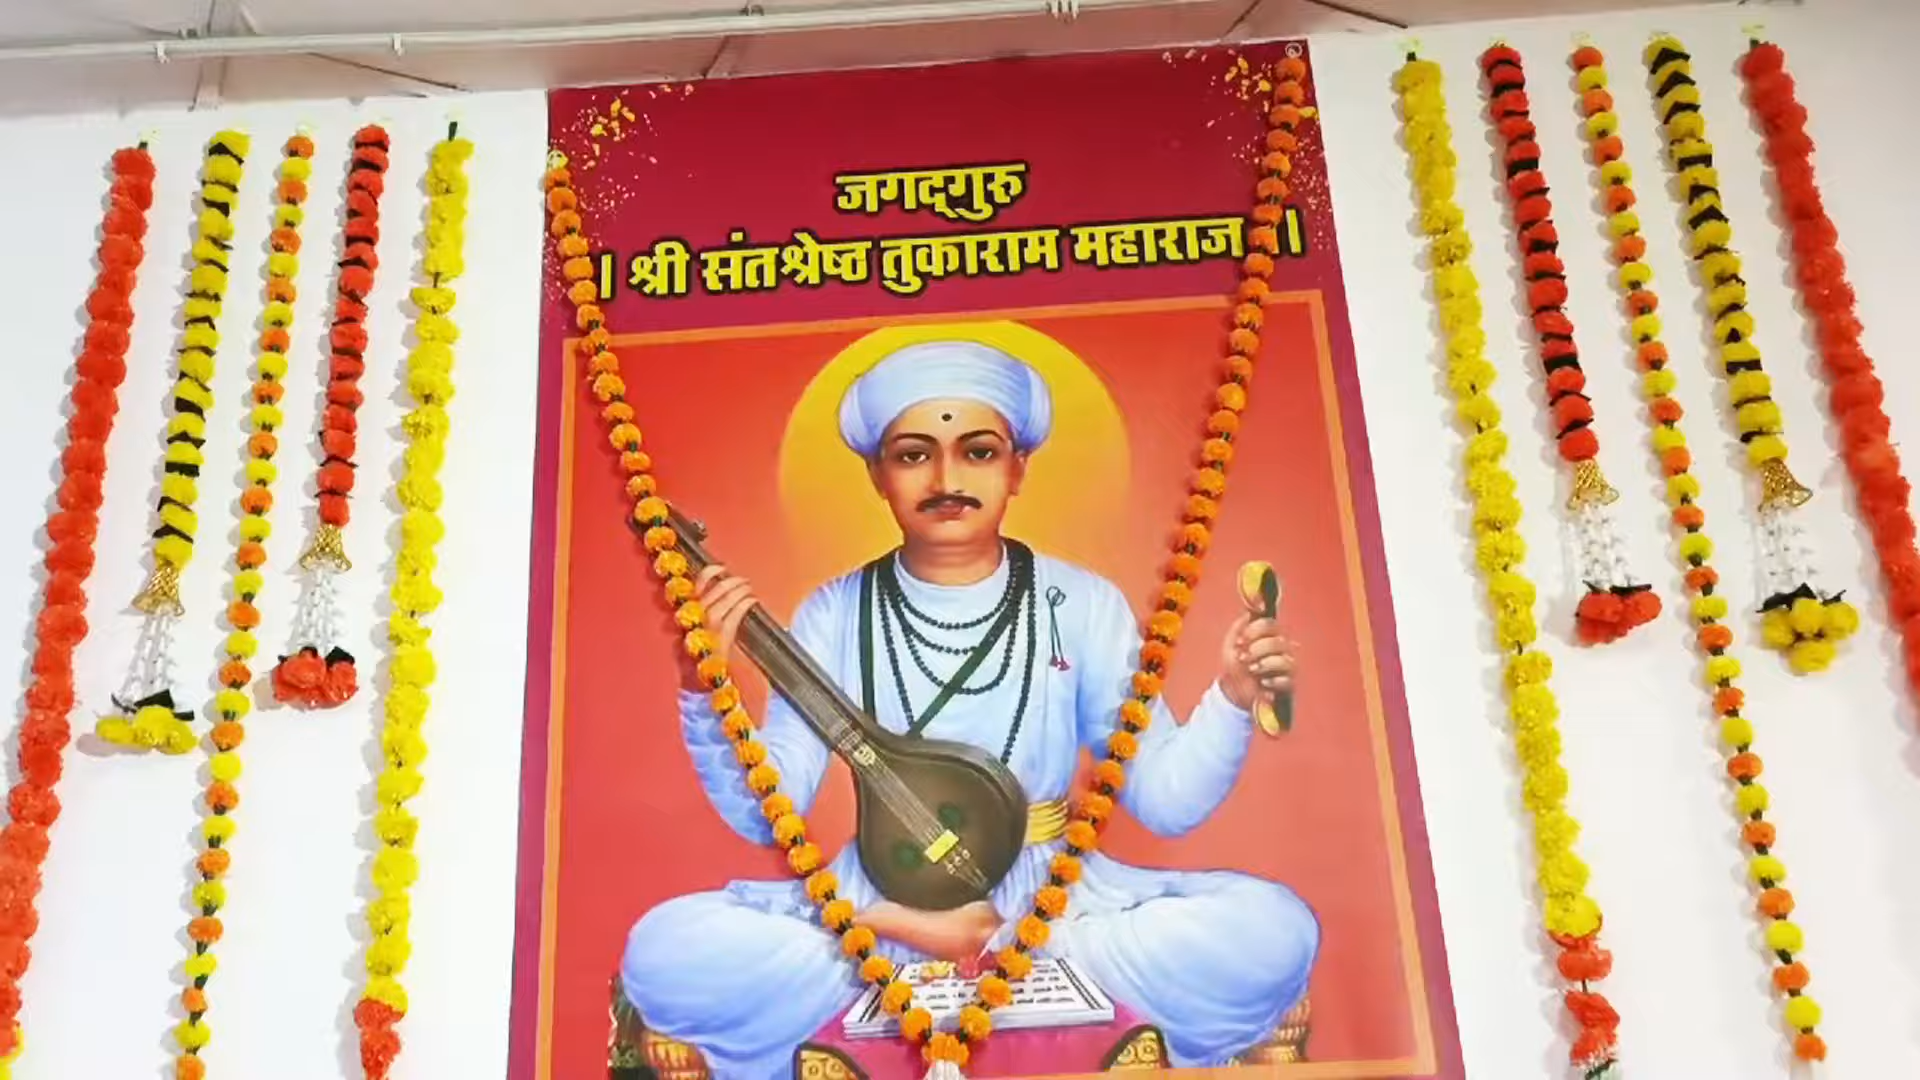 जगद्गुरु
। श्री संतश्रेष्ठ तुकाराम महाराज ।।